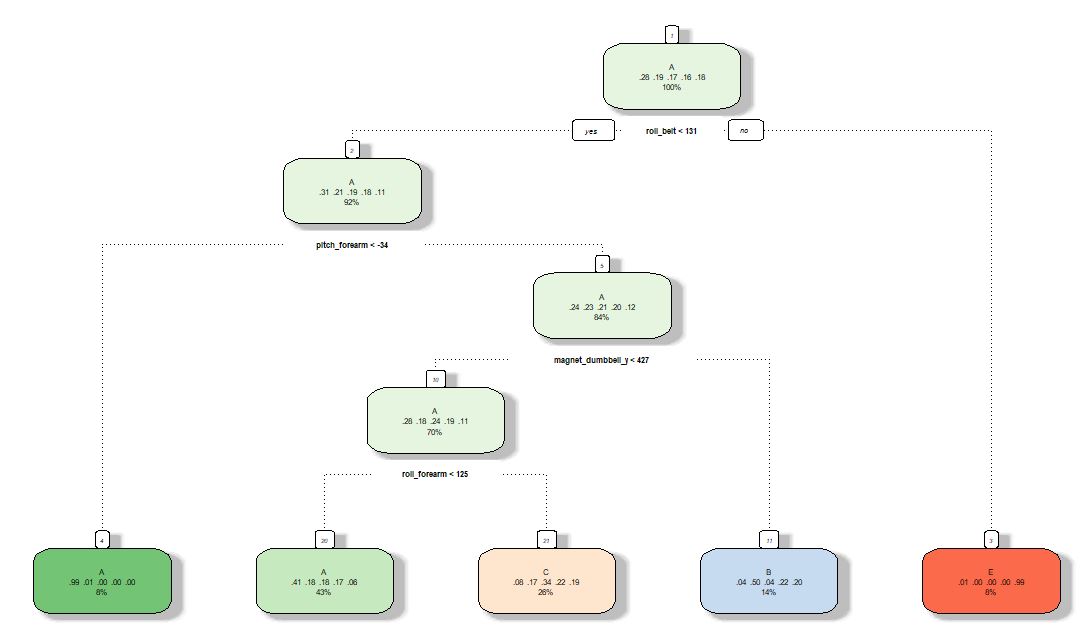 1
A
.28 .19 .17 .16 .18
100%
yes
roll_belt < 131
no
2
A
.31 .21 .19 .18 .11
92%
pitch_forearm < -34
5
A
.24 .23 .21 .20 .12
84%
magnet_dumbbell_y < 427
10
A
.28 .18 .24 .19 .11
70%
roll_forearm < 125
4
A
.99 .01 .00 .00 .00
8%
20
A
.41 .18 .18 .17 .06
43%
21
C
.08 .17 .34 .22 .19
26%
11
B
.04 .50 .04 .22 .20
14%
3
E
.01 .00 .00 .00 .99
8%